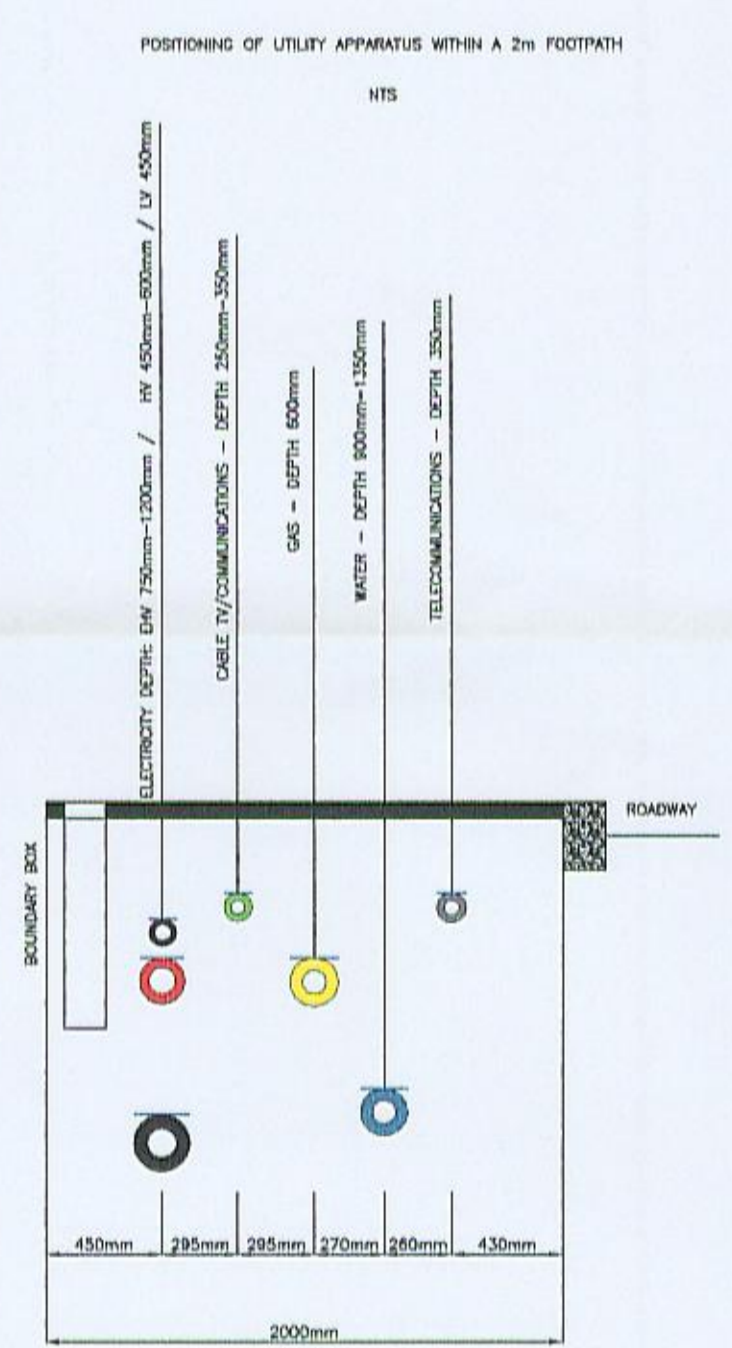 POSITIONING OF UTILITY APPARATUS WITHIN A 2m FOOTPATH
NTS
ELECTRICITY DEPTH: EHV 750mm-1200mm / HV 450mm-600mm / LV 450mm
CABLE TV/COMMUNICATIONS - DEPTH 250mm-350mm
GAS - DEPTH 600mm
WATER - DEPTH 900mm-1350mm
TELECOMMUNICATIONS - DEPTH 350mm
ROADWAY
BOUNDARY BOX
450mm 295mm 295mm 270mm 260mm 430mm
2000mm